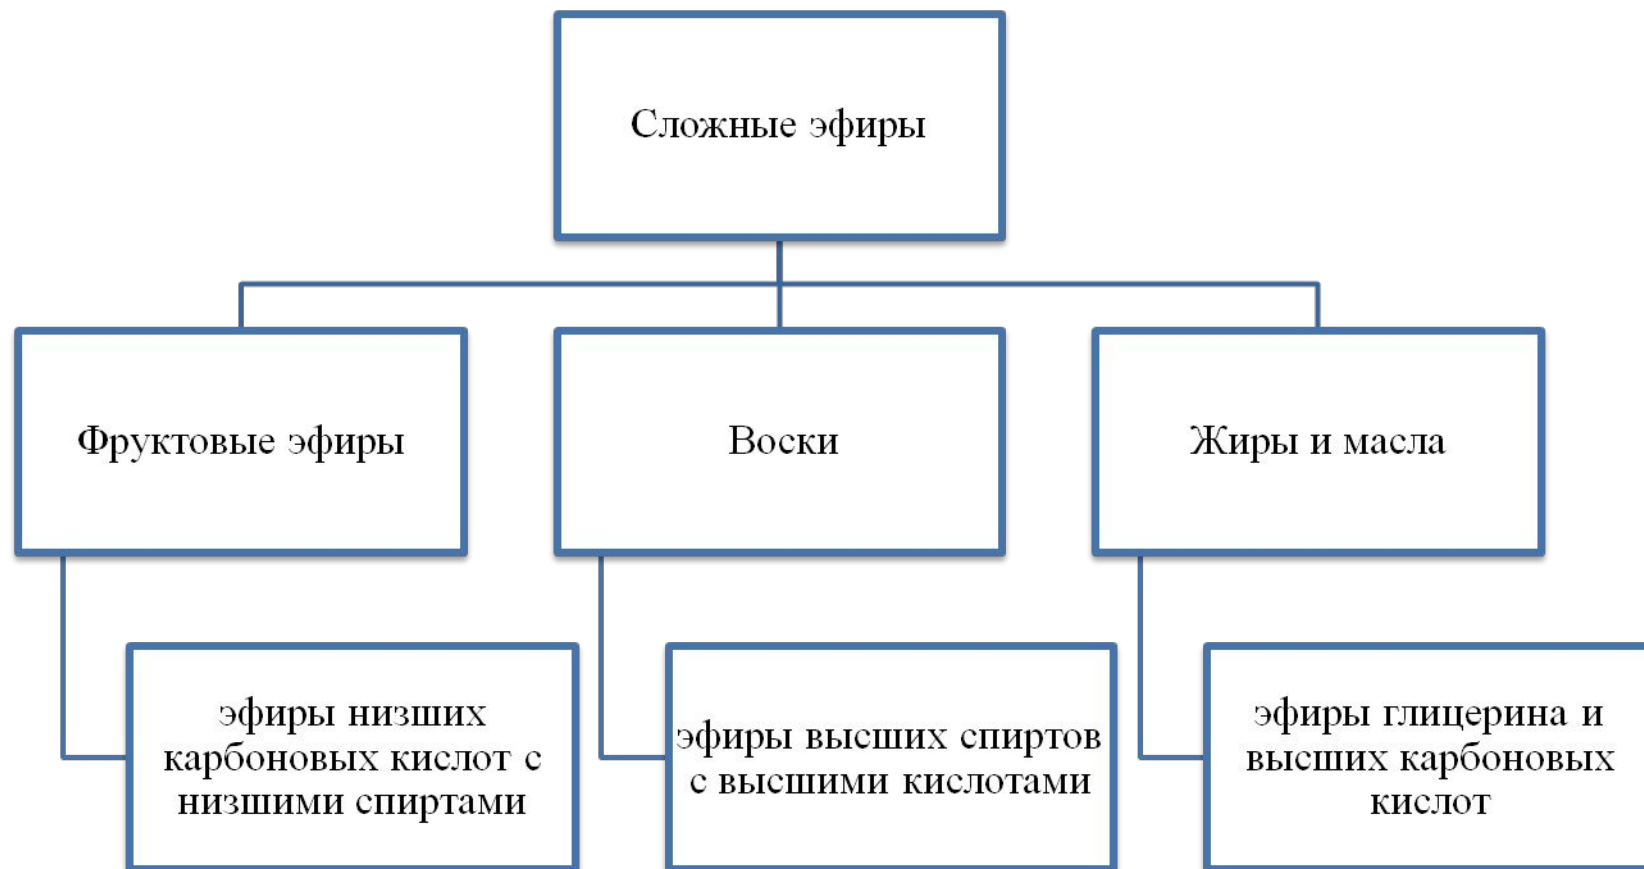 Сложные эфиры
Фруктовые эфиры
Воски
Жиры и масла
эфиры низших
карбоновых кислот с
низшими спиртами
эфиры высших спиртов
с высшими кислотами
эфиры глицерина и
высших карбоновых
кислот